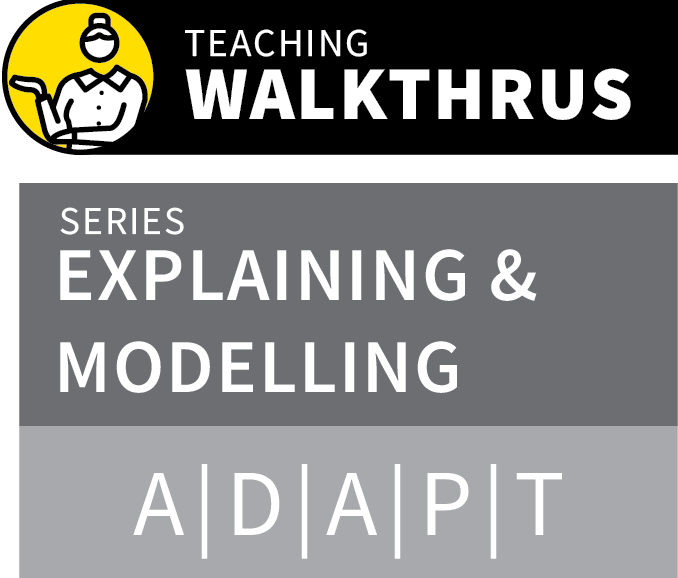 TEACHING
WALKTHRUS
SERIES
EXPLAINING &
MODELLING
A|D|A|P|T